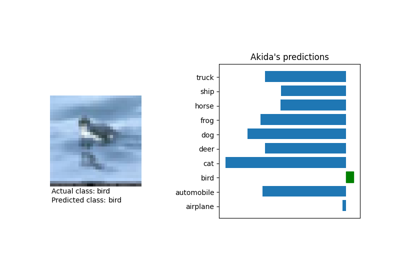 Akida's predictions
truck
ship
horse
frog
dog
deer
cat
bird
automobile
airplane
Actual class: bird
Predicted class: bird